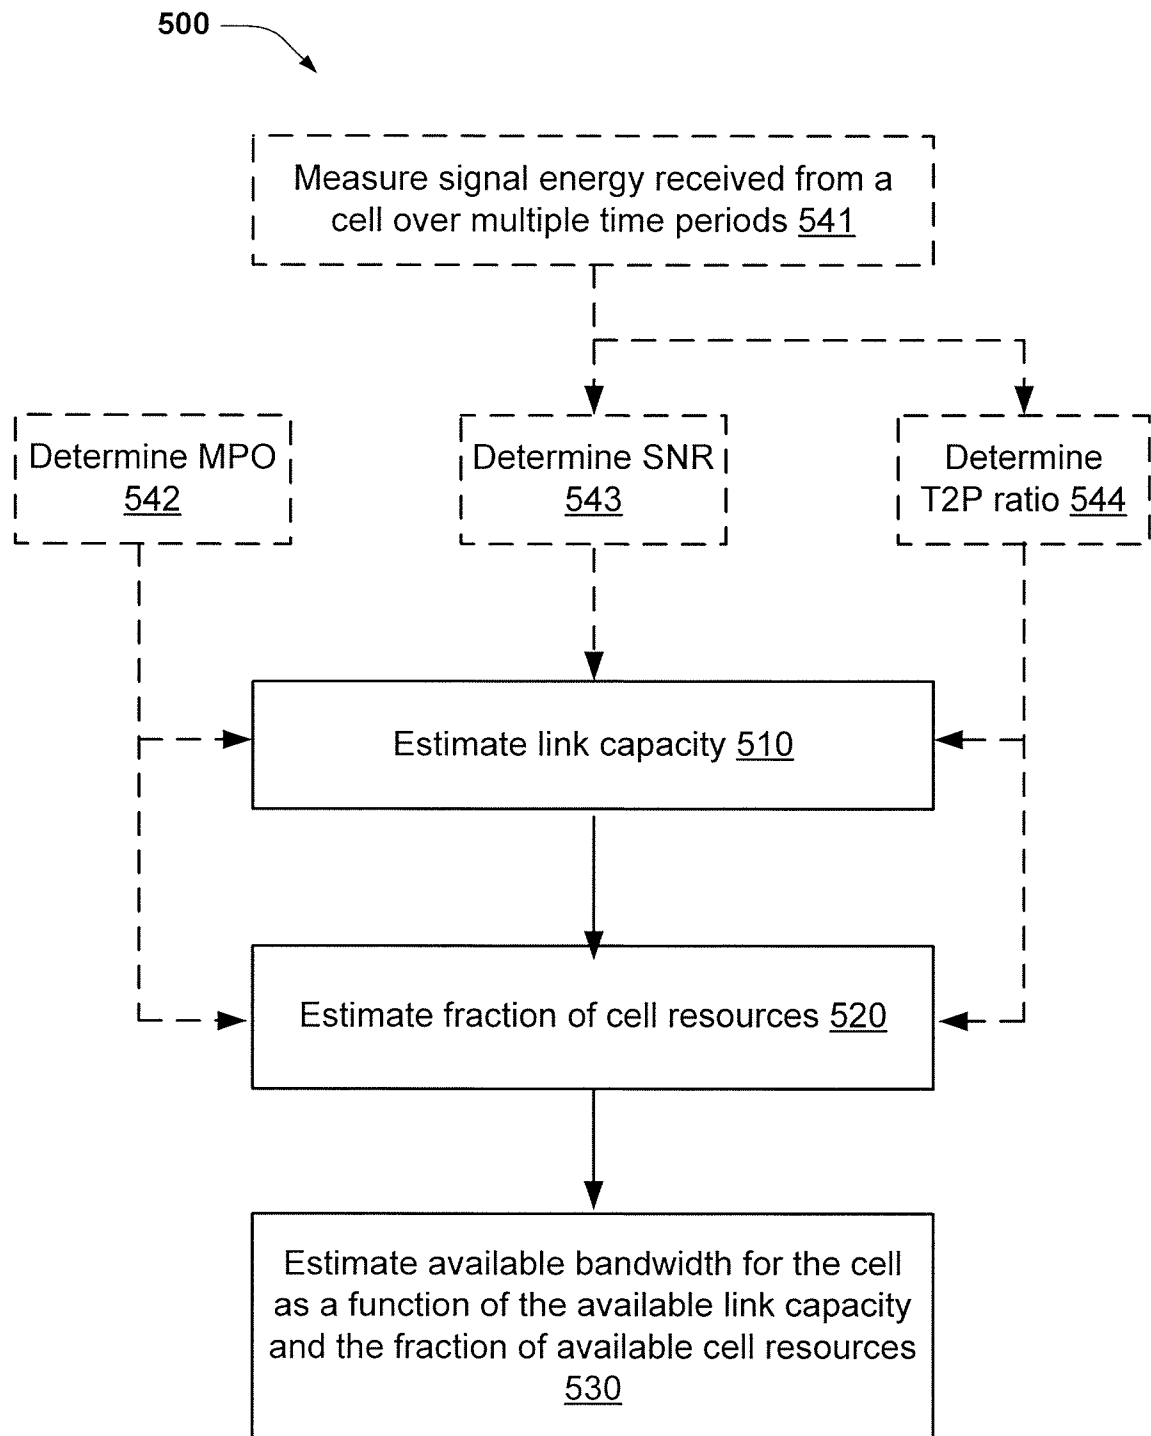 500
Measure signal energy received from a
cell over multiple time periods 541
Determine MPO
542
Determine SNR
543
Determine
T2P ratio 544
Estimate link capacity 510
Estimate fraction of cell resources 520
Estimate available bandwidth for the cell
as a function of the available link capacity
and the fraction of available cell resources
530